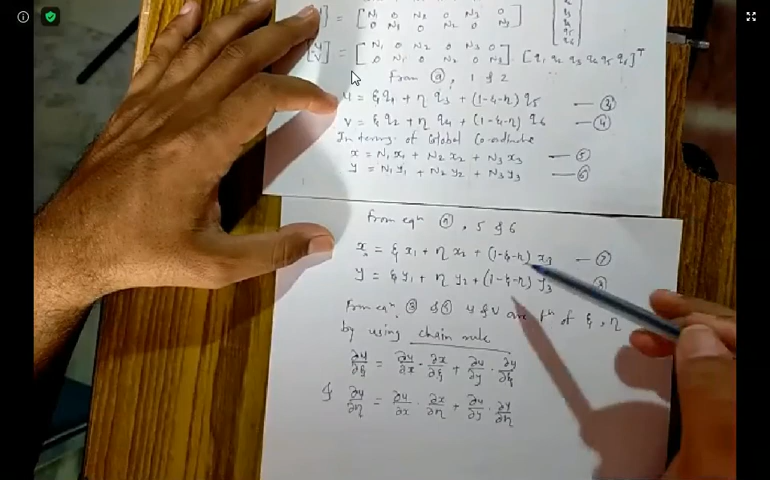 = [N₁ 0 N₂ 0 N₃ 0
0 N₁ 0 N₂ 0 N₃]
q₅
q₆
[u
v] = [N₁ 0 N₂ 0 N₃ 0
0 N₁ 0 N₂ 0 N₃] [q₁ q₂ q₃ q₄ q₅ q₆]ᵀ
From ⓐ, 1 & 2
u = ξ q₁ + η q₃ + (1-ξ-η) q₅ — ③
v = ξ q₂ + η q₄ + (1-ξ-η) q₆ — ④
In terms of Global
x = N₁ x₁ + N₂ x₂ + N₃ x₃ — ⑤
y = N₁ y₁ + N₂ y₂ + N₃ y₃ — ⑥
From eqⁿ ⓐ, 5 & 6
x = ξ x₁ + η x₂ + (1-ξ-η) x₃ — ⑦
y = ξ y₁ + η y₂ + (1-ξ-η) y₃
From eqⁿ ③ & ④ u & v are fⁿ of ξ, η
by using chain rule
∂u/∂ξ = ∂u/∂x · ∂x/∂ξ + ∂u/∂y · ∂y/∂ξ
& ∂u/∂η = ∂u/∂x · ∂x/∂η + ∂u/∂y · ∂y/∂η